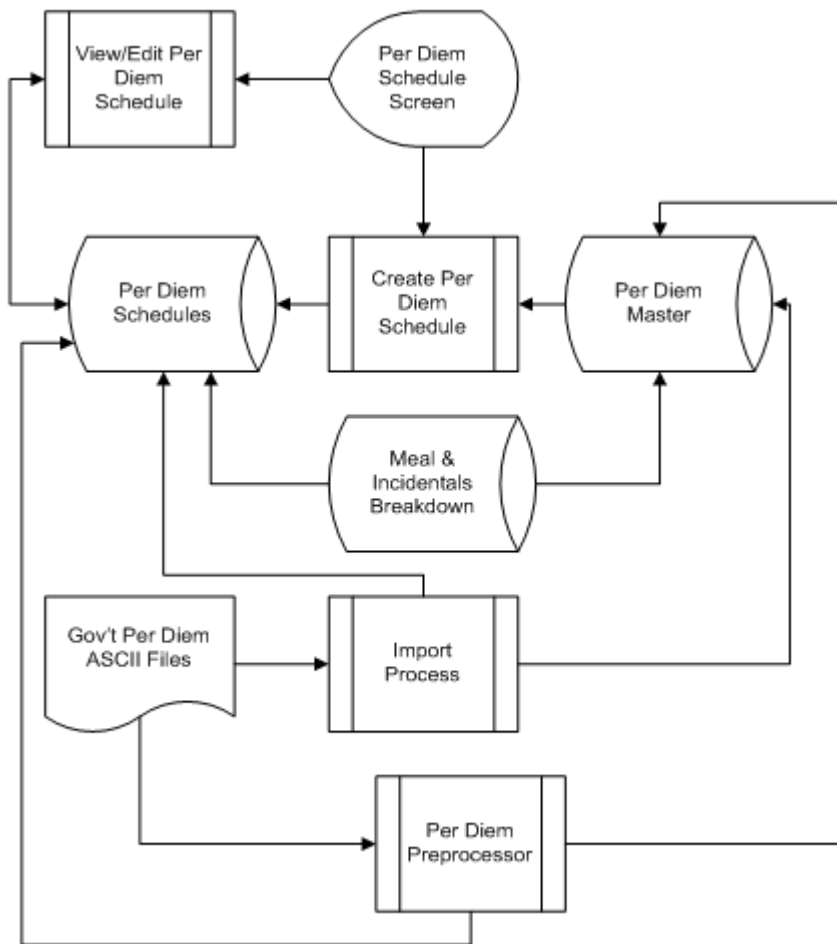 View/Edit Per
Diem
Schedule
Per Diem
Schedule
Screen
Per Diem
Schedules
Create Per
Diem
Schedule
Per Diem
Master
Meal &
Incidentals
Breakdown
Gov't Per Diem
ASCII Files
Import
Process
Per Diem
Preprocessor